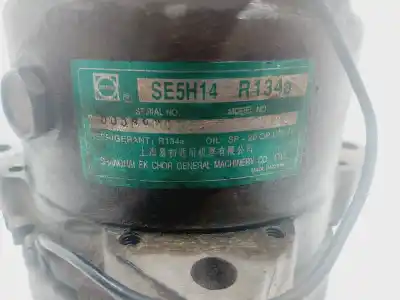 SE5H14 R134a
SERIAL NO. MODEL NO.
REFRIGERANT: R134a OIL: SP-20
上海易初通用机器有限公司
SHANGHAI EK CHOR GENERAL MACHINERY CO., LTD.